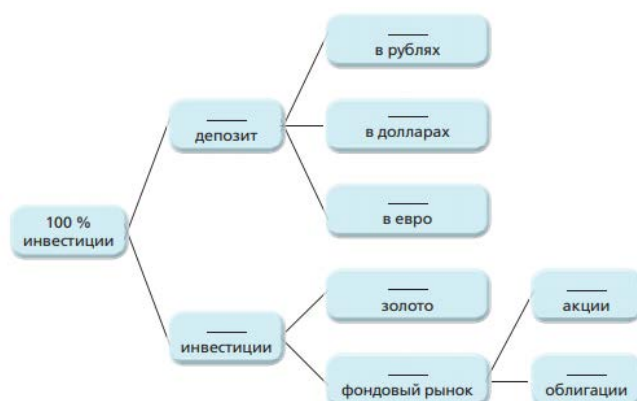 в рублях
депозит
в долларах
в евро
100 %
инвестиции
золото
акции
инвестиции
фондовый рынок
облигации